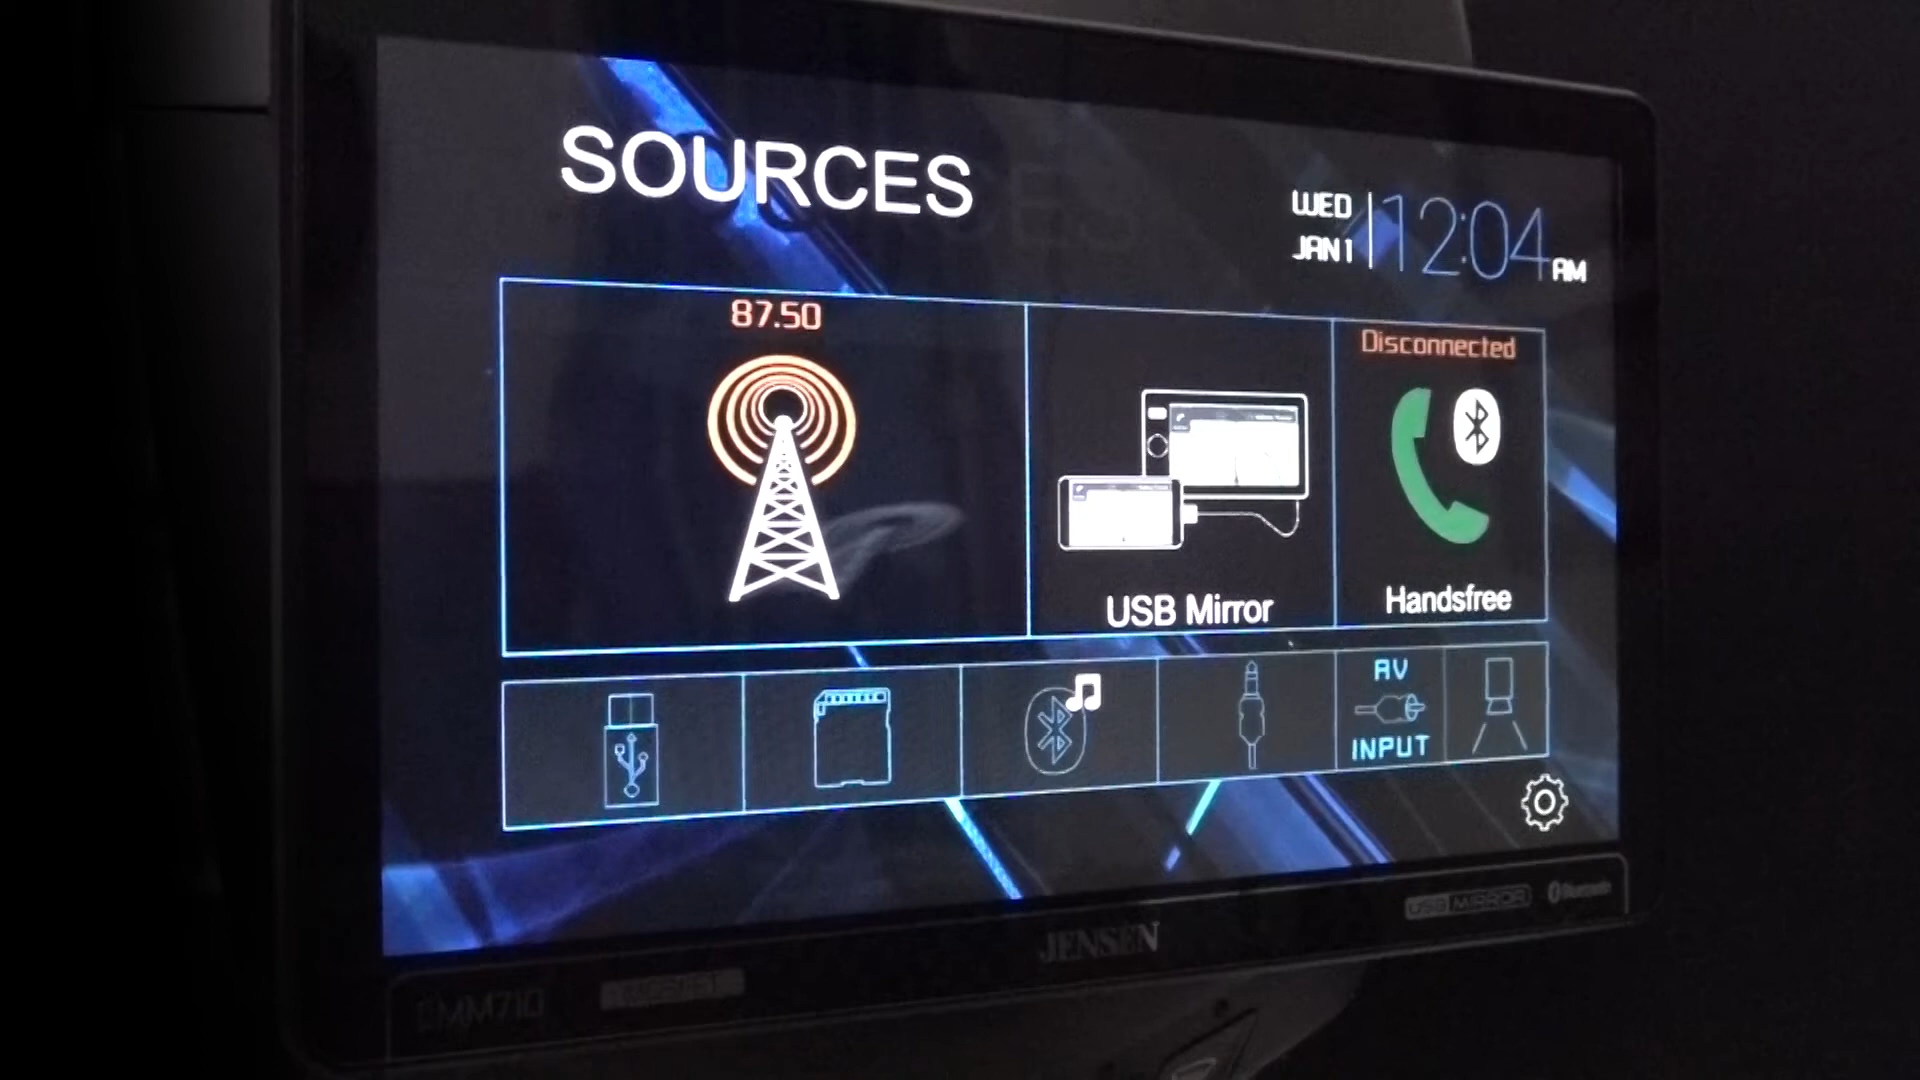 SOURCES
WED
JAN 1
12:04 AM
87.50
Disconnected
USB Mirror
Handsfree
AV
INPUT
JENSEN
USB MIRROR
Bluetooth